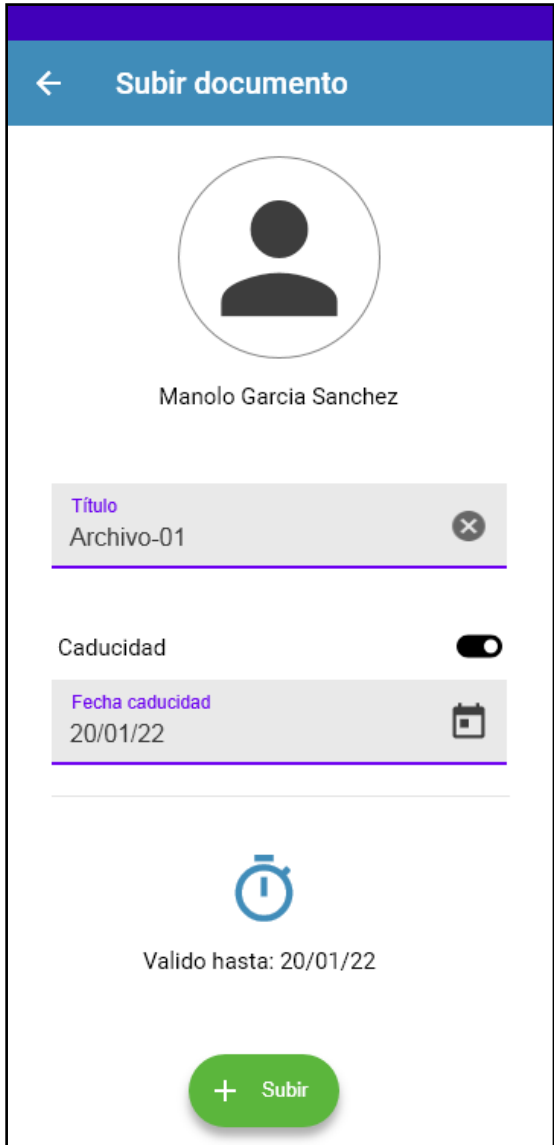 Subir documento
Manolo Garcia Sanchez
Título
Archivo-01
Caducidad
Fecha caducidad
20/01/22
Valido hasta: 20/01/22
+ Subir